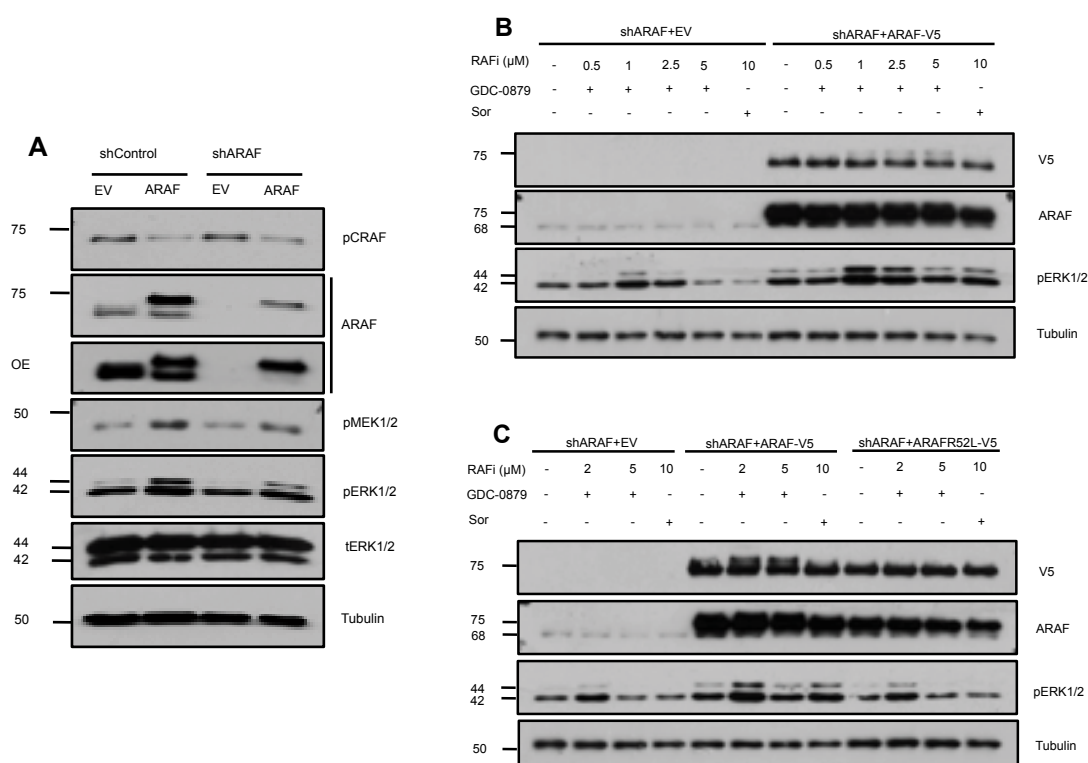 A
shControl shARAF
EV ARAF EV ARAF
75
pCRAF
75
ARAF
OE
50
pMEK1/2
44
42
pERK1/2
44
42
tERK1/2
50
Tubulin
B
shARAF+EV shARAF+ARAF-V5
RAFi (µM) - 0.5 1 2.5 5 10 - 0.5 1 2.5 5 10
GDC-0879 - + + + + - - + + + + -
Sor - - - - - + - - - - - +
75
V5
75
68
ARAF
44
42
pERK1/2
50
Tubulin
C
shARAF+EV shARAF+ARAF-V5 shARAF+ARAFR52L-V5
RAFi (µM) - 2 5 10 - 2 5 10 - 2 5 10
GDC-0879 - + + - - + + - - + + -
Sor - - - + - - - + - - - +
75
V5
75
68
ARAF
44
42
pERK1/2
50
Tubulin